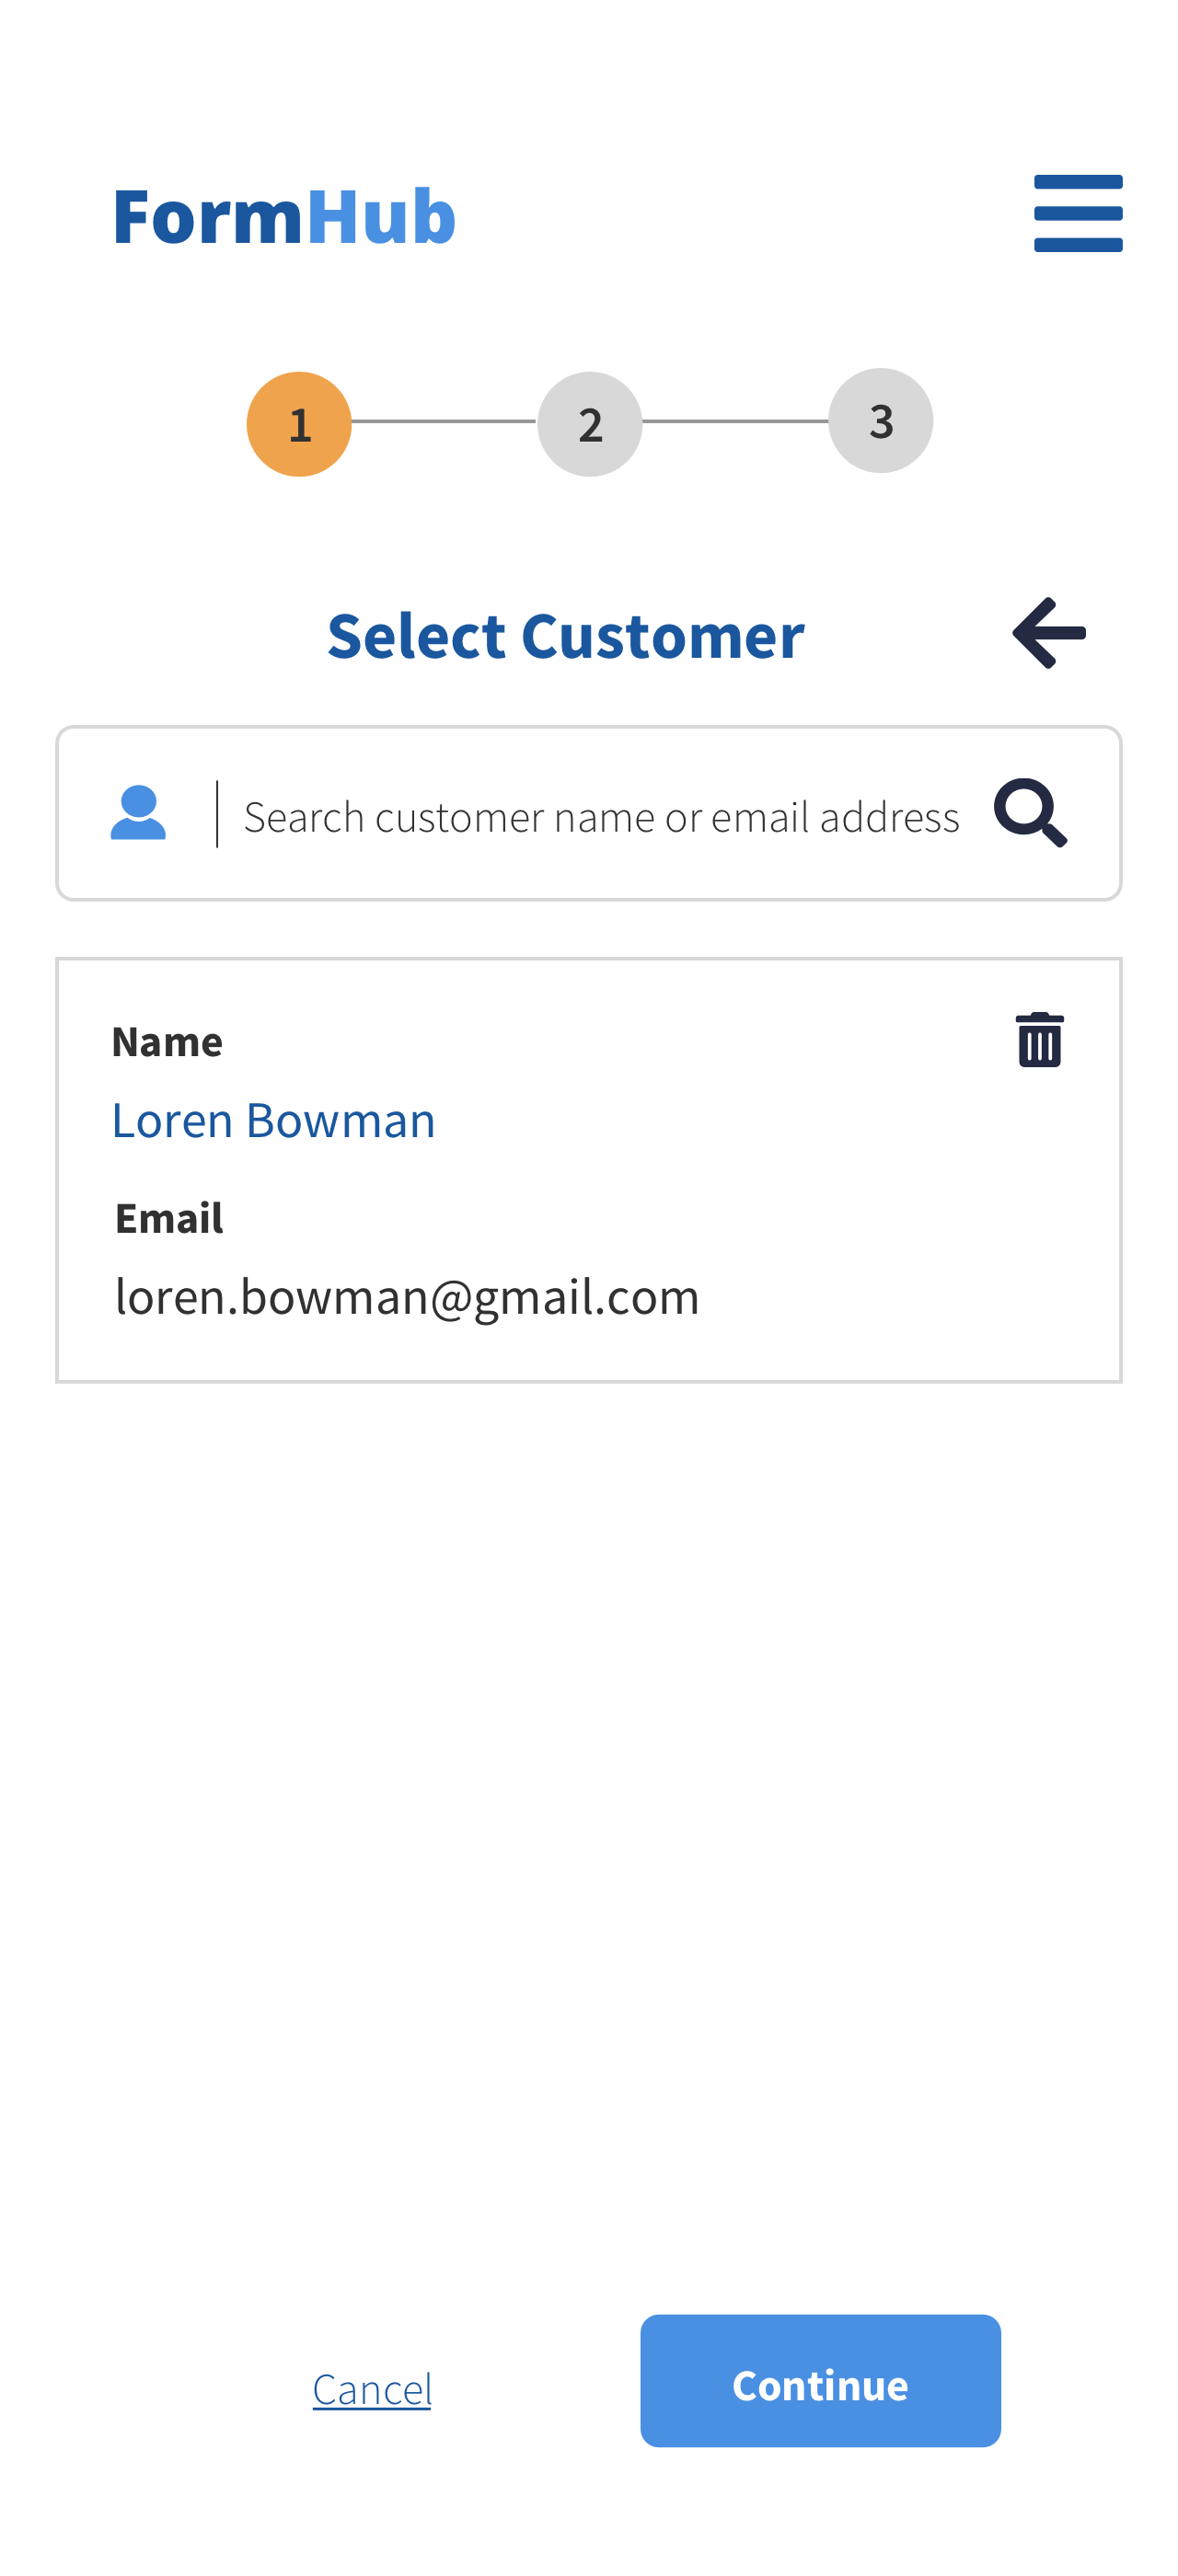 FormHub
1 2 3
Select Customer
Search customer name or email address
Name
Loren Bowman
Email
loren.bowman@gmail.com
Cancel Continue